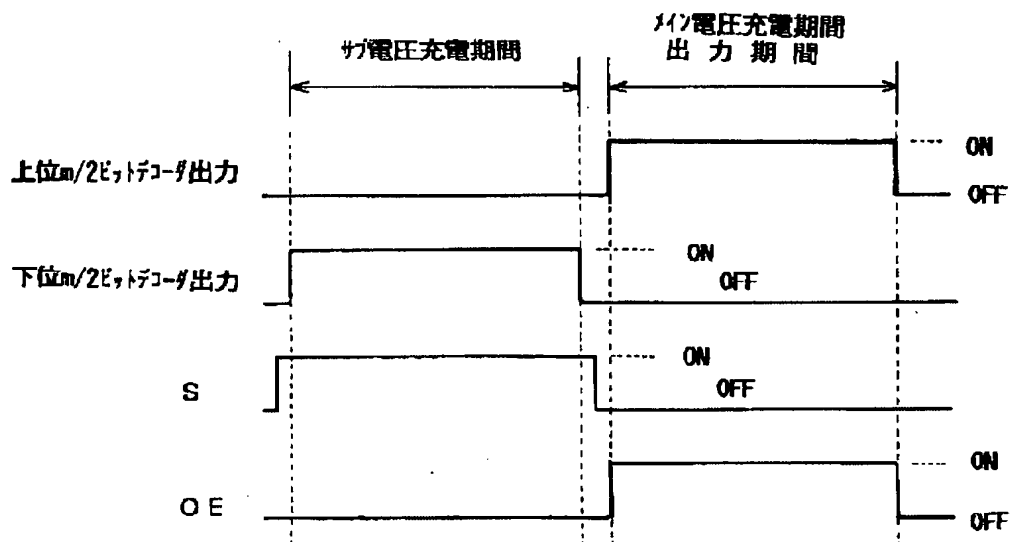 サブ電圧充電期間
メイン電圧充電期間
出力期間
上位m/2ビットデコーダ出力
ON
OFF
下位m/2ビットデコーダ出力
ON
OFF
S
ON
OFF
OE
ON
OFF